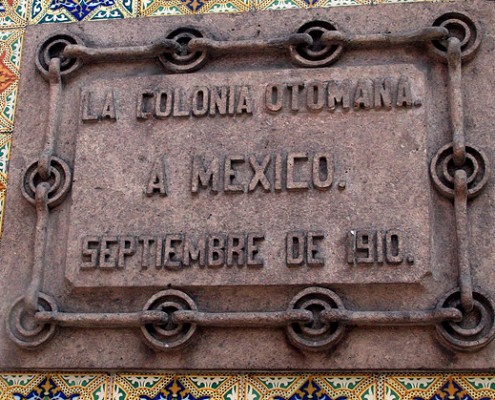 LA COLONIA OTOMANA.
A MEXICO.
SEPTIEMBRE DE 1910.